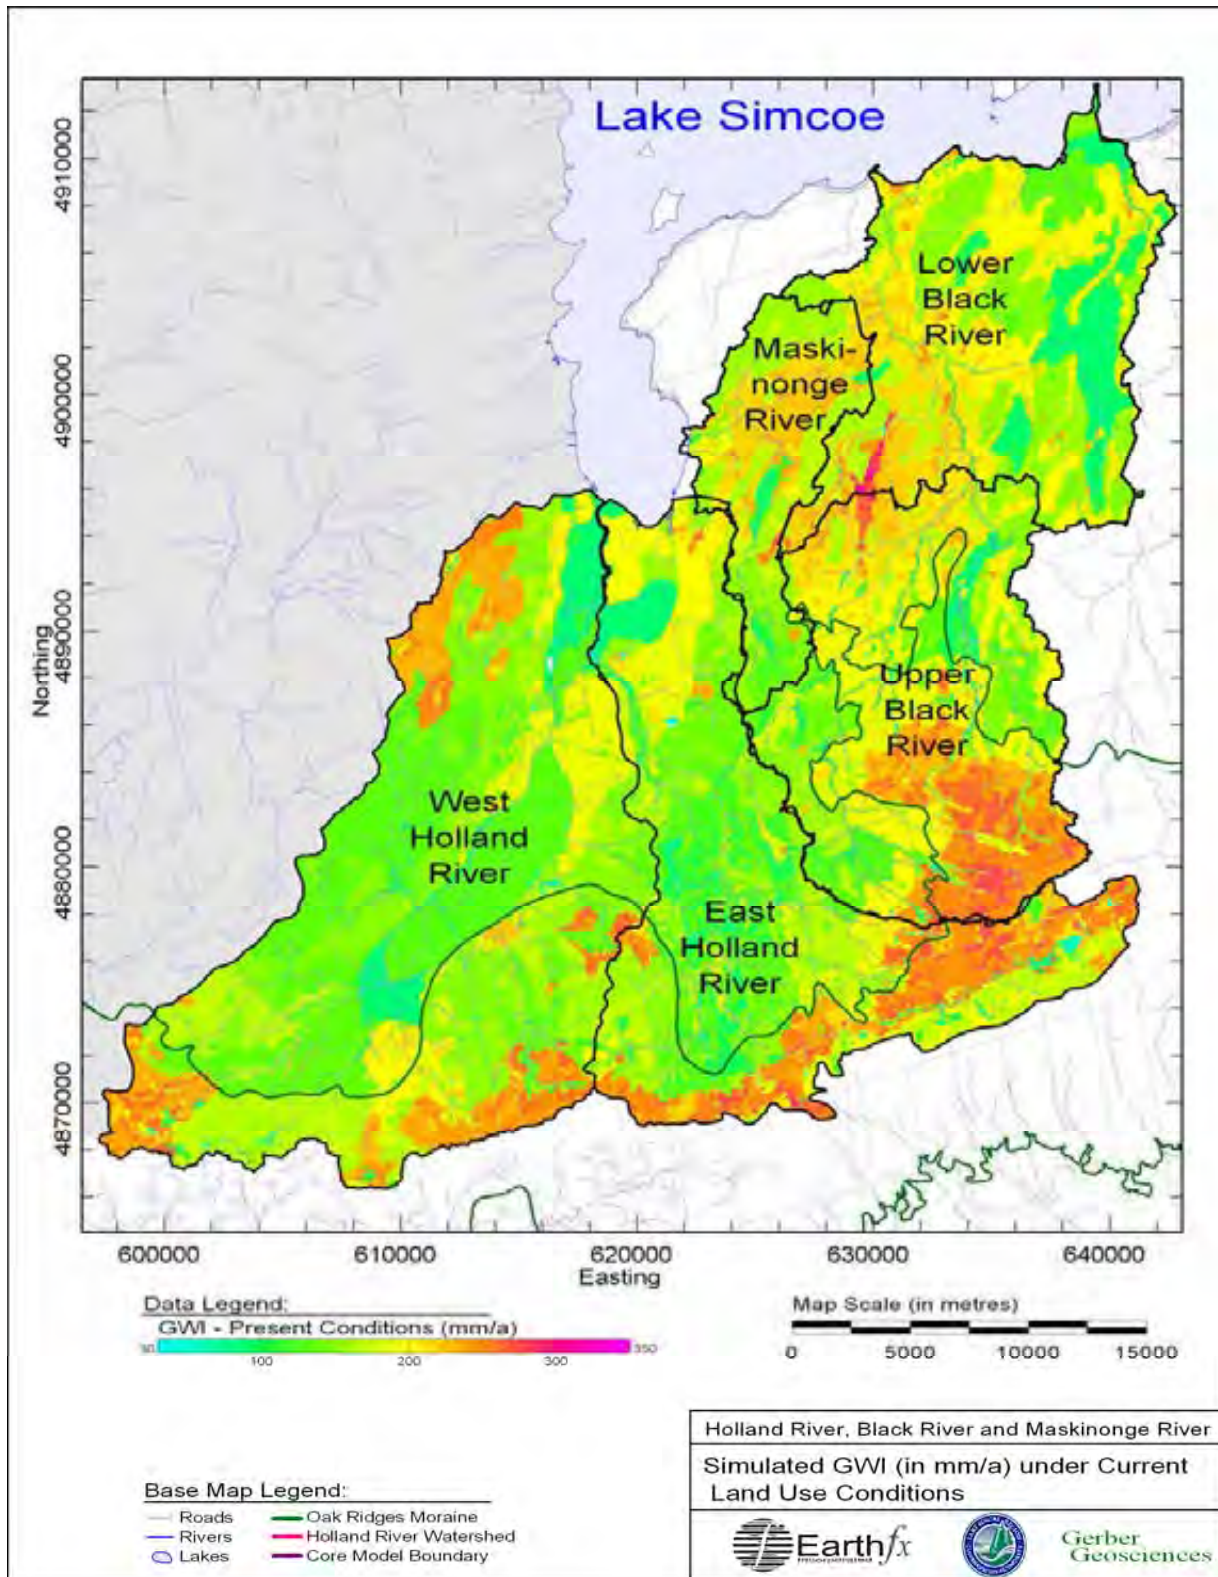 Lake Simcoe
4910000
Lower
Black
River
Maski-
nonge
River
4900000
4890000
Northing
Upper
Black
River
West
Holland
River
4880000
East
Holland
River
4870000
600000 610000 620000 630000 640000
Easting
Data Legend:
GWI - Present Conditions (mm/a)
350
100 200 300
Map Scale (in metres)
0 5000 10000 15000
Holland River, Black River and Maskinonge River
Simulated GWI (in mm/a) under Current
Land Use Conditions
Base Map Legend:
Roads
Rivers
Lakes
Oak Ridges Moraine
Holland River Watershed
Core Model Boundary
Earthfx
Gerber
Geosciences